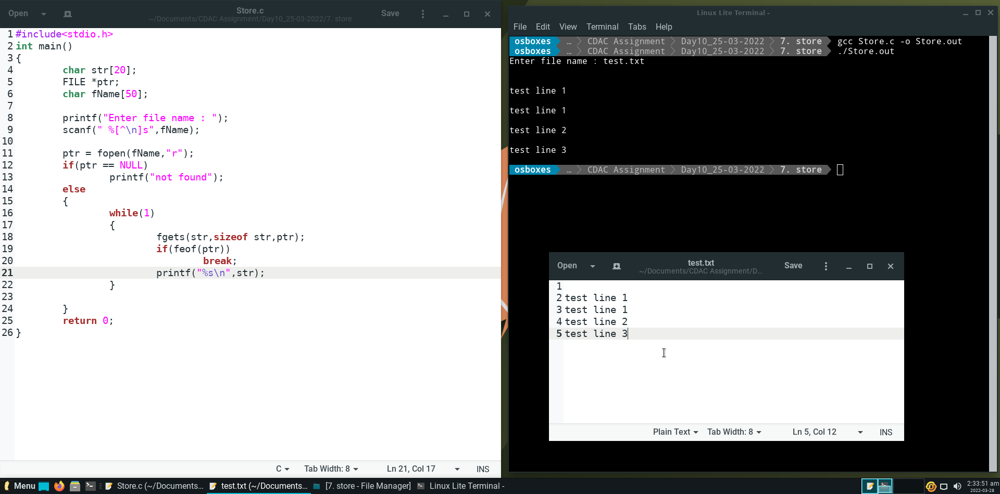 Open
Store.c
~/Documents/CDAC Assignment/Day10_25-03-2022/7. store
Save
1 #include<stdio.h>
2 int main()
3 {
4 char str[20];
5 FILE *ptr;
6 char fName[50];
7
8 printf("Enter file name : ");
9 scanf(" %[^\n]s",fName);
10
11 ptr = fopen(fName,"r");
12 if(ptr == NULL)
13 printf("not found");
14 else
15 {
16 while(1)
17 {
18 fgets(str,sizeof str,ptr);
19 if(feof(ptr))
20 break;
21 printf("%s\n",str);
22 }
23
24 }
25 return 0;
26 }
C Tab Width: 8 Ln 21, Col 17 INS
Linux Lite Terminal -
File Edit View Terminal Tabs Help
osboxes … CDAC Assignment Day10_25-03-2022 7. store gcc Store.c -o Store.out
osboxes … CDAC Assignment Day10_25-03-2022 7. store ./Store.out
Enter file name : test.txt
test line 1
test line 1
test line 2
test line 3
osboxes … CDAC Assignment Day10_25-03-2022 7. store
Open
test.txt
~/Documents/CDAC Assignment/D…
Save
1
2 test line 1
3 test line 1
4 test line 2
5 test line 3
Plain Text Tab Width: 8 Ln 5, Col 12 INS
Menu Store.c (~/Documents... test.txt (~/Documents... [7. store - File Manager] Linux Lite Terminal - 2:33:51 am
2022-03-28